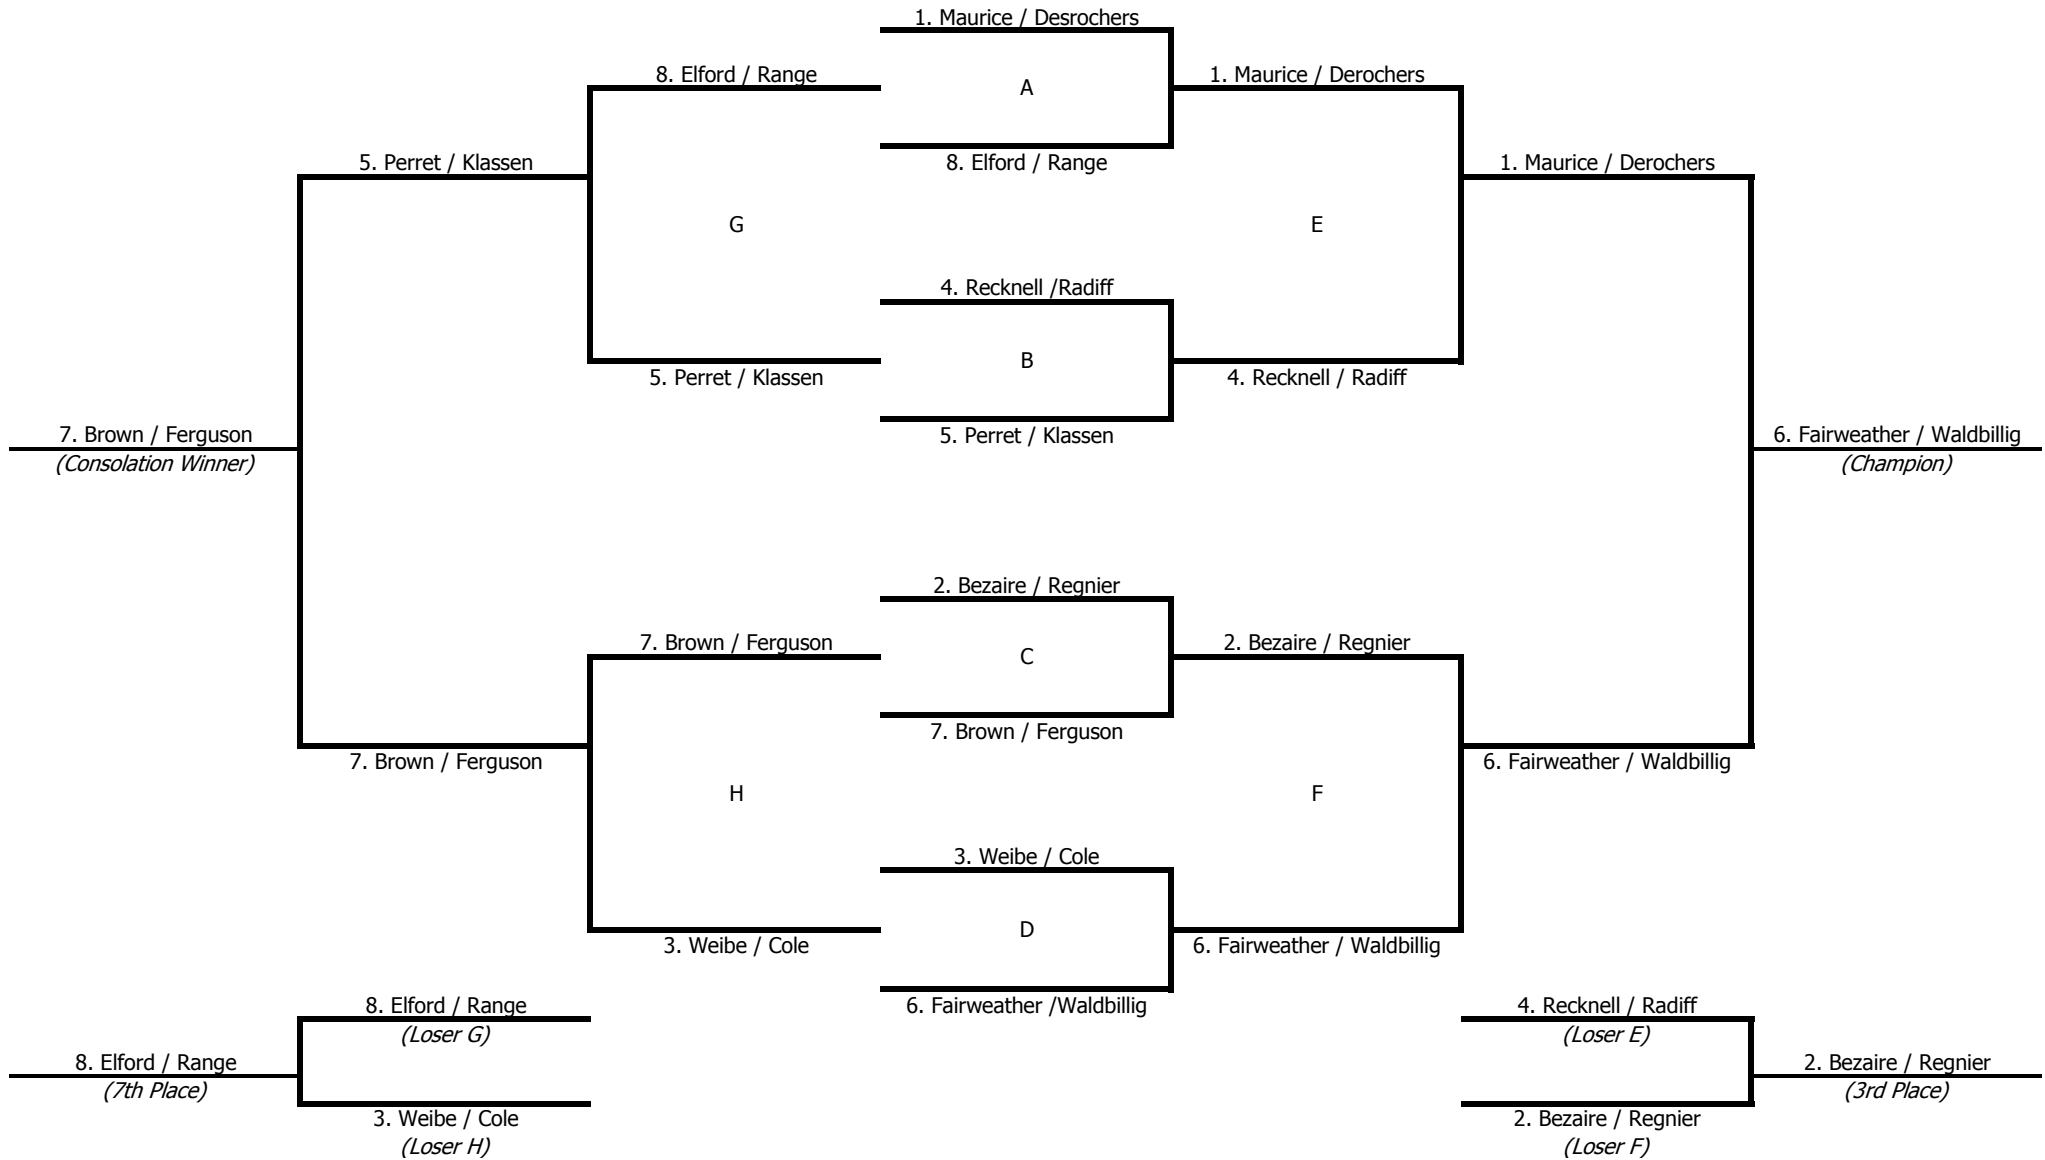 1. Maurice / Desrochers
8. Elford / Range
1. Maurice / Derochers
A
5. Perret / Klassen
8. Elford / Range
1. Maurice / Derochers
G
E
4. Recknell /Radiff
B
5. Perret / Klassen
4. Recknell / Radiff
7. Brown / Ferguson
5. Perret / Klassen
6. Fairweather / Waldbillig
(Consolation Winner)
(Champion)
2. Bezaire / Regnier
7. Brown / Ferguson
2. Bezaire / Regnier
C
7. Brown / Ferguson
7. Brown / Ferguson
6. Fairweather / Waldbillig
H
F
3. Weibe / Cole
D
3. Weibe / Cole
6. Fairweather / Waldbillig
8. Elford / Range
6. Fairweather /Waldbillig
4. Recknell / Radiff
(Loser G)
(Loser E)
8. Elford / Range
2. Bezaire / Regnier
(7th Place)
(3rd Place)
3. Weibe / Cole
2. Bezaire / Regnier
(Loser H)
(Loser F)